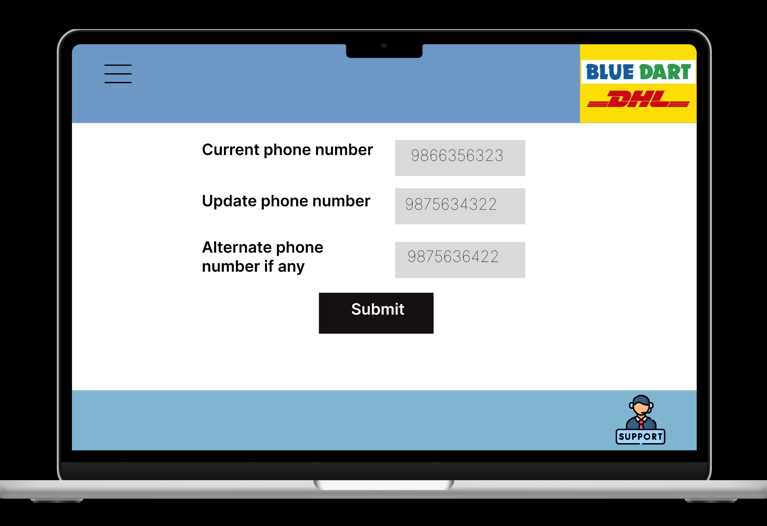 BLUE DART
DHL
Current phone number
9866356323
Update phone number
9875634322
Alternate phone
number if any
9875636422
Submit
SUPPORT